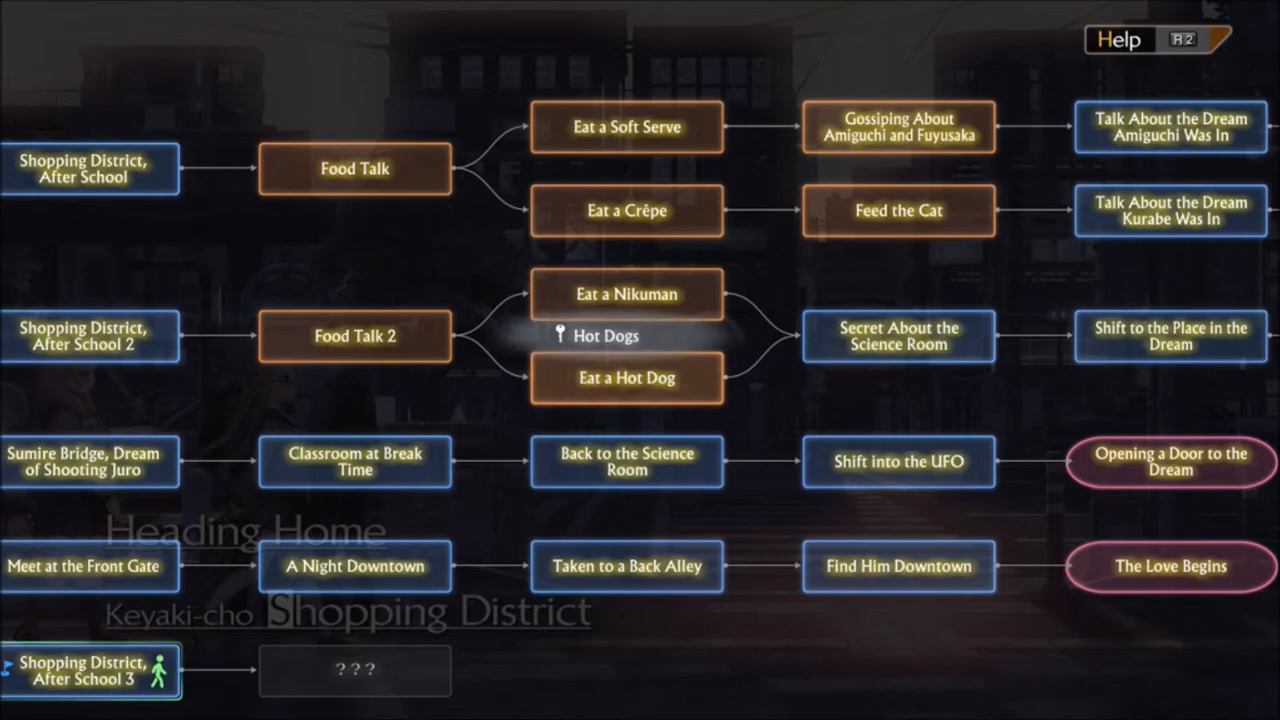 Help R2
Shopping District,
After School
Food Talk
Eat a Soft Serve
Gossiping About
Amiguchi and Fuyusaka
Talk About the Dream
Amiguchi Was In
Eat a Crêpe
Feed the Cat
Talk About the Dream
Kurabe Was In
Shopping District,
After School 2
Food Talk 2
Eat a Nikuman
Hot Dogs
Eat a Hot Dog
Secret About the
Science Room
Shift to the Place in the
Dream
Sumire Bridge, Dream
of Shooting Juro
Classroom at Break
Time
Back to the Science
Room
Shift into the UFO
Opening a Door to the
Dream
Heading Home
Meet at the Front Gate
A Night Downtown
Taken to a Back Alley
Find Him Downtown
The Love Begins
Keyaki-cho Shopping District
Shopping District,
After School 3
???